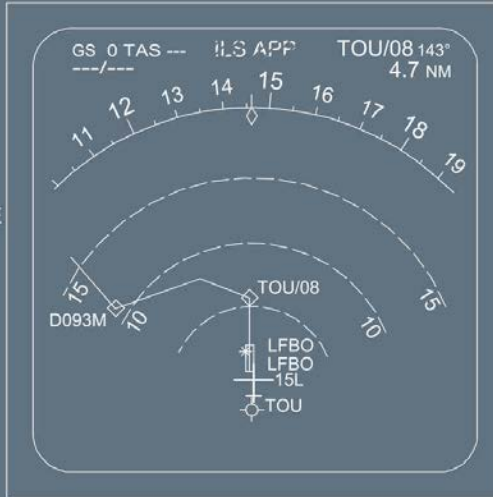 GS 0 TAS --- ILS APP TOU/08 143°
---/--- 4.7 NM
11 12 13 14 15 16 17 18 19
15 15
10 10
TOU/08
D093M
LFBO
LFBO
15L
TOU